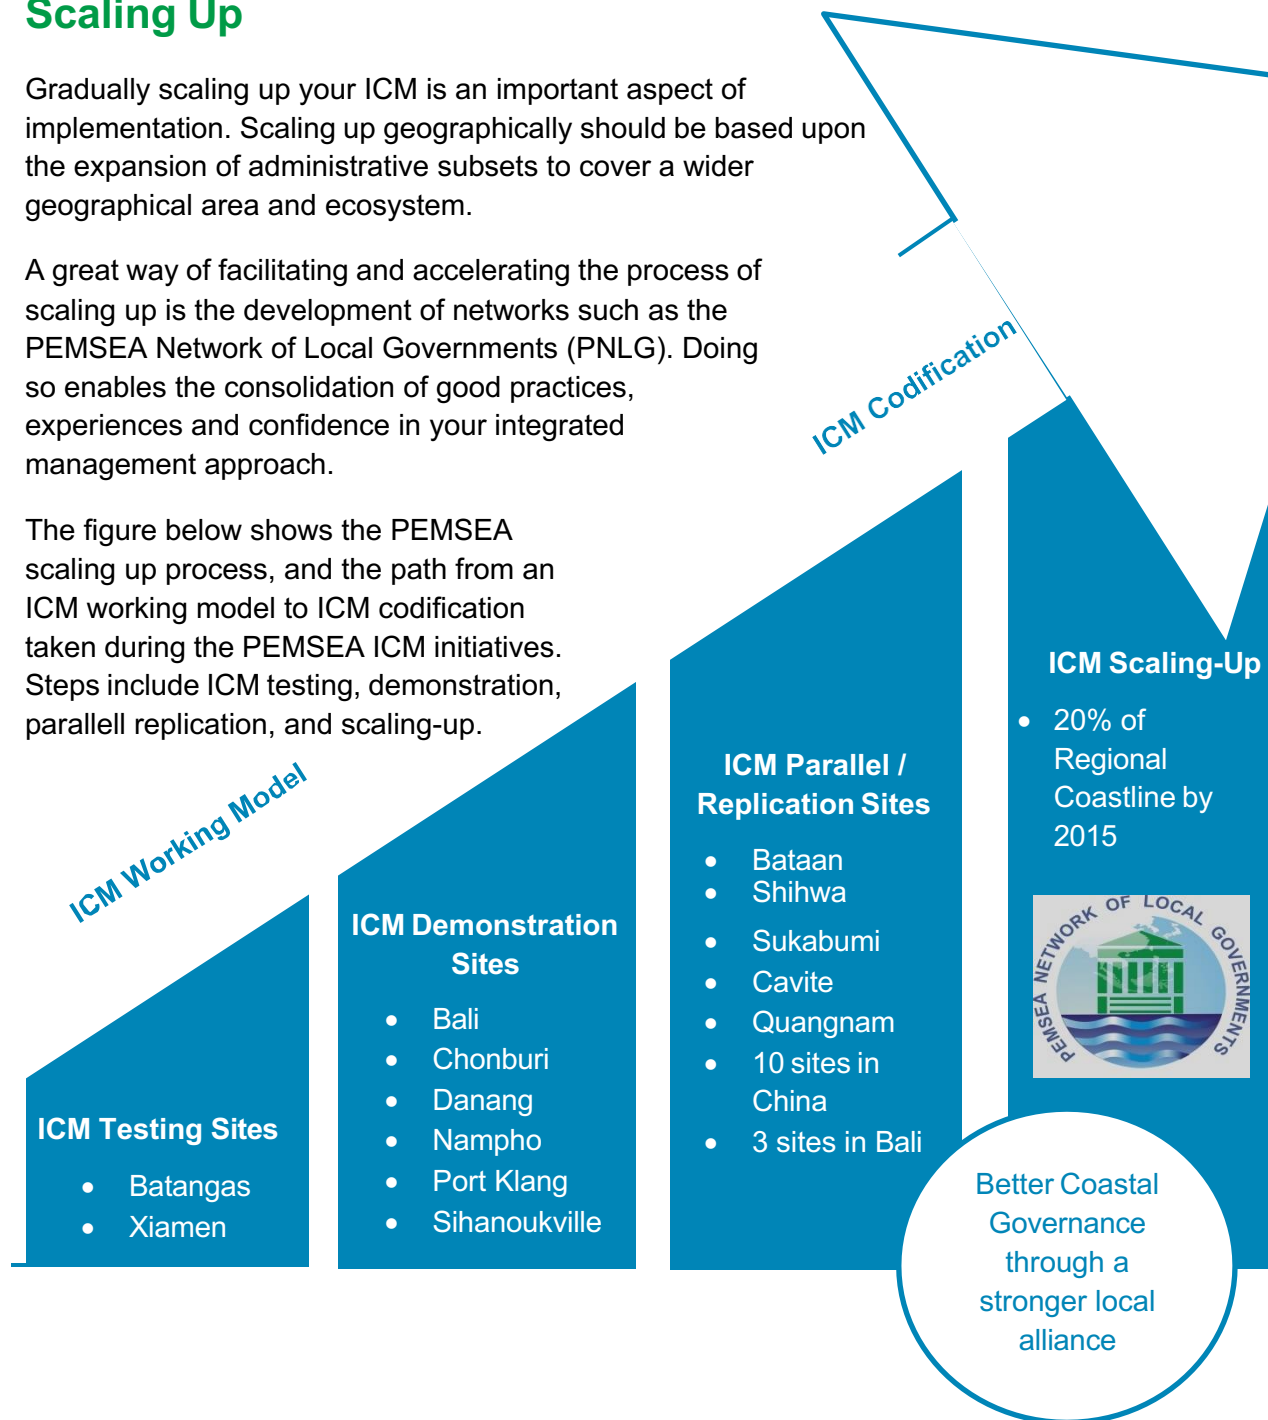 Scaling Up
Gradually scaling up your ICM is an important aspect of
implementation. Scaling up geographically should be based upon
the expansion of administrative subsets to cover a wider
geographical area and ecosystem.
A great way of facilitating and accelerating the process of
scaling up is the development of networks such as the
PEMSEA Network of Local Governments (PNLG). Doing
so enables the consolidation of good practices,
experiences and confidence in your integrated
management approach.
The figure below shows the PEMSEA
scaling up process, and the path from an
ICM working model to ICM codification
taken during the PEMSEA ICM initiatives.
Steps include ICM testing, demonstration,
parallell replication, and scaling-up.
ICM Working Model
ICM Codification
ICM Testing Sites
• Batangas
• Xiamen
ICM Demonstration
Sites
• Bali
• Chonburi
• Danang
• Nampho
• Port Klang
• Sihanoukville
ICM Parallel /
Replication Sites
• Bataan
• Shihwa
• Sukabumi
• Cavite
• Quangnam
• 10 sites in
China
• 3 sites in Bali
ICM Scaling-Up
• 20% of
Regional
Coastline by
2015
PEMSEA NETWORK OF LOCAL GOVERNMENTS
Better Coastal
Governance
through a
stronger local
alliance